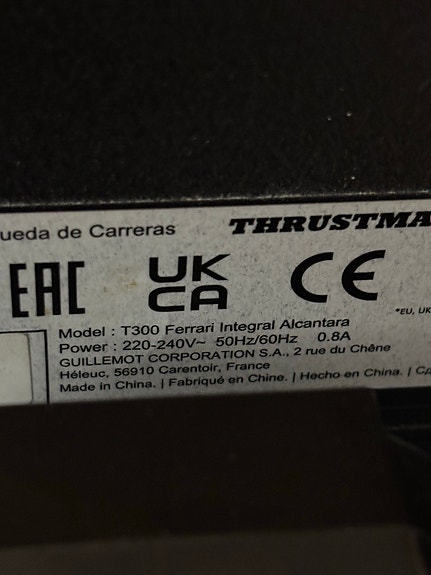 de Carreras THRUSTMA
EAC UK CA CE
*EU, UK
Model : T300 Ferrari Integral Alcantara
Power : 220-240V~ 50Hz/60Hz 0.8A
GUILLEMOT CORPORATION S.A., 2 rue du Chêne
Héleuc, 56910 Carentoir, France
Made in China. | Fabriqué en Chine. | Hecho en China. |